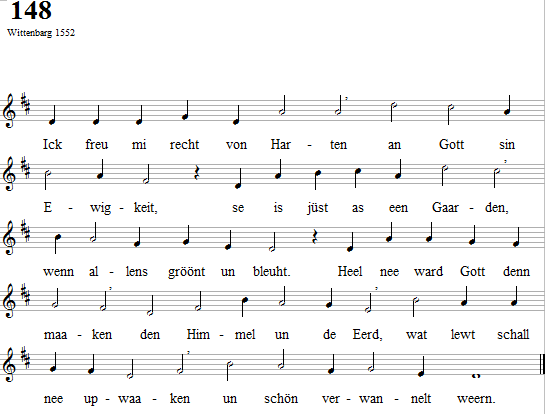 148
Wittenbarg 1552
Ick freu mi recht von Har - ten an Gott sin
E - wig - keit, se is jüst as een Gaar - den,
wenn al - lens gröönt un bleuht. Heel nee ward Gott denn
maa - ken den Him - mel un de Eerd, wat lewt schall
nee up - waa - ken un schön ver - wan - nelt weern.